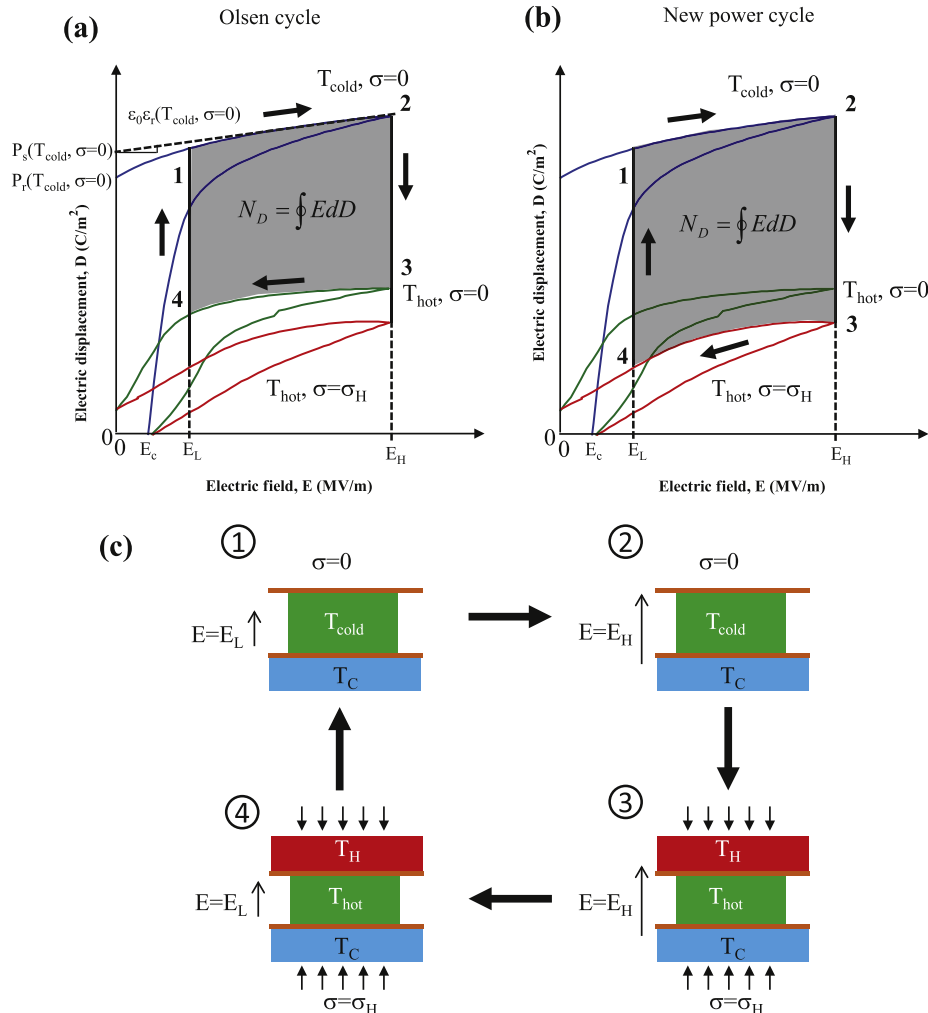 Olsen cycle
New power cycle
(a)
(b)
T_cold, σ=0
2
ε₀ε_r(T_cold, σ=0)
P_s(T_cold, σ=0)
P_r(T_cold, σ=0)
1
N_D = ∮EdD
4
3
T_hot, σ=0
T_hot, σ=σ_H
0
0
E_c
E_L
E_H
Electric displacement, D (C/m²)
Electric field, E (MV/m)
T_cold, σ=0
2
1
N_D = ∮EdD
T_hot, σ=0
3
4
T_hot, σ=σ_H
0
0
E_c
E_L
E_H
Electric displacement, D (C/m²)
Electric field, E (MV/m)
(c)
1
σ=0
E=E_L
T_cold
T_C
2
σ=0
E=E_H
T_cold
T_C
4
T_H
E=E_L
T_hot
T_C
σ=σ_H
3
T_H
E=E_H
T_hot
T_C
σ=σ_H